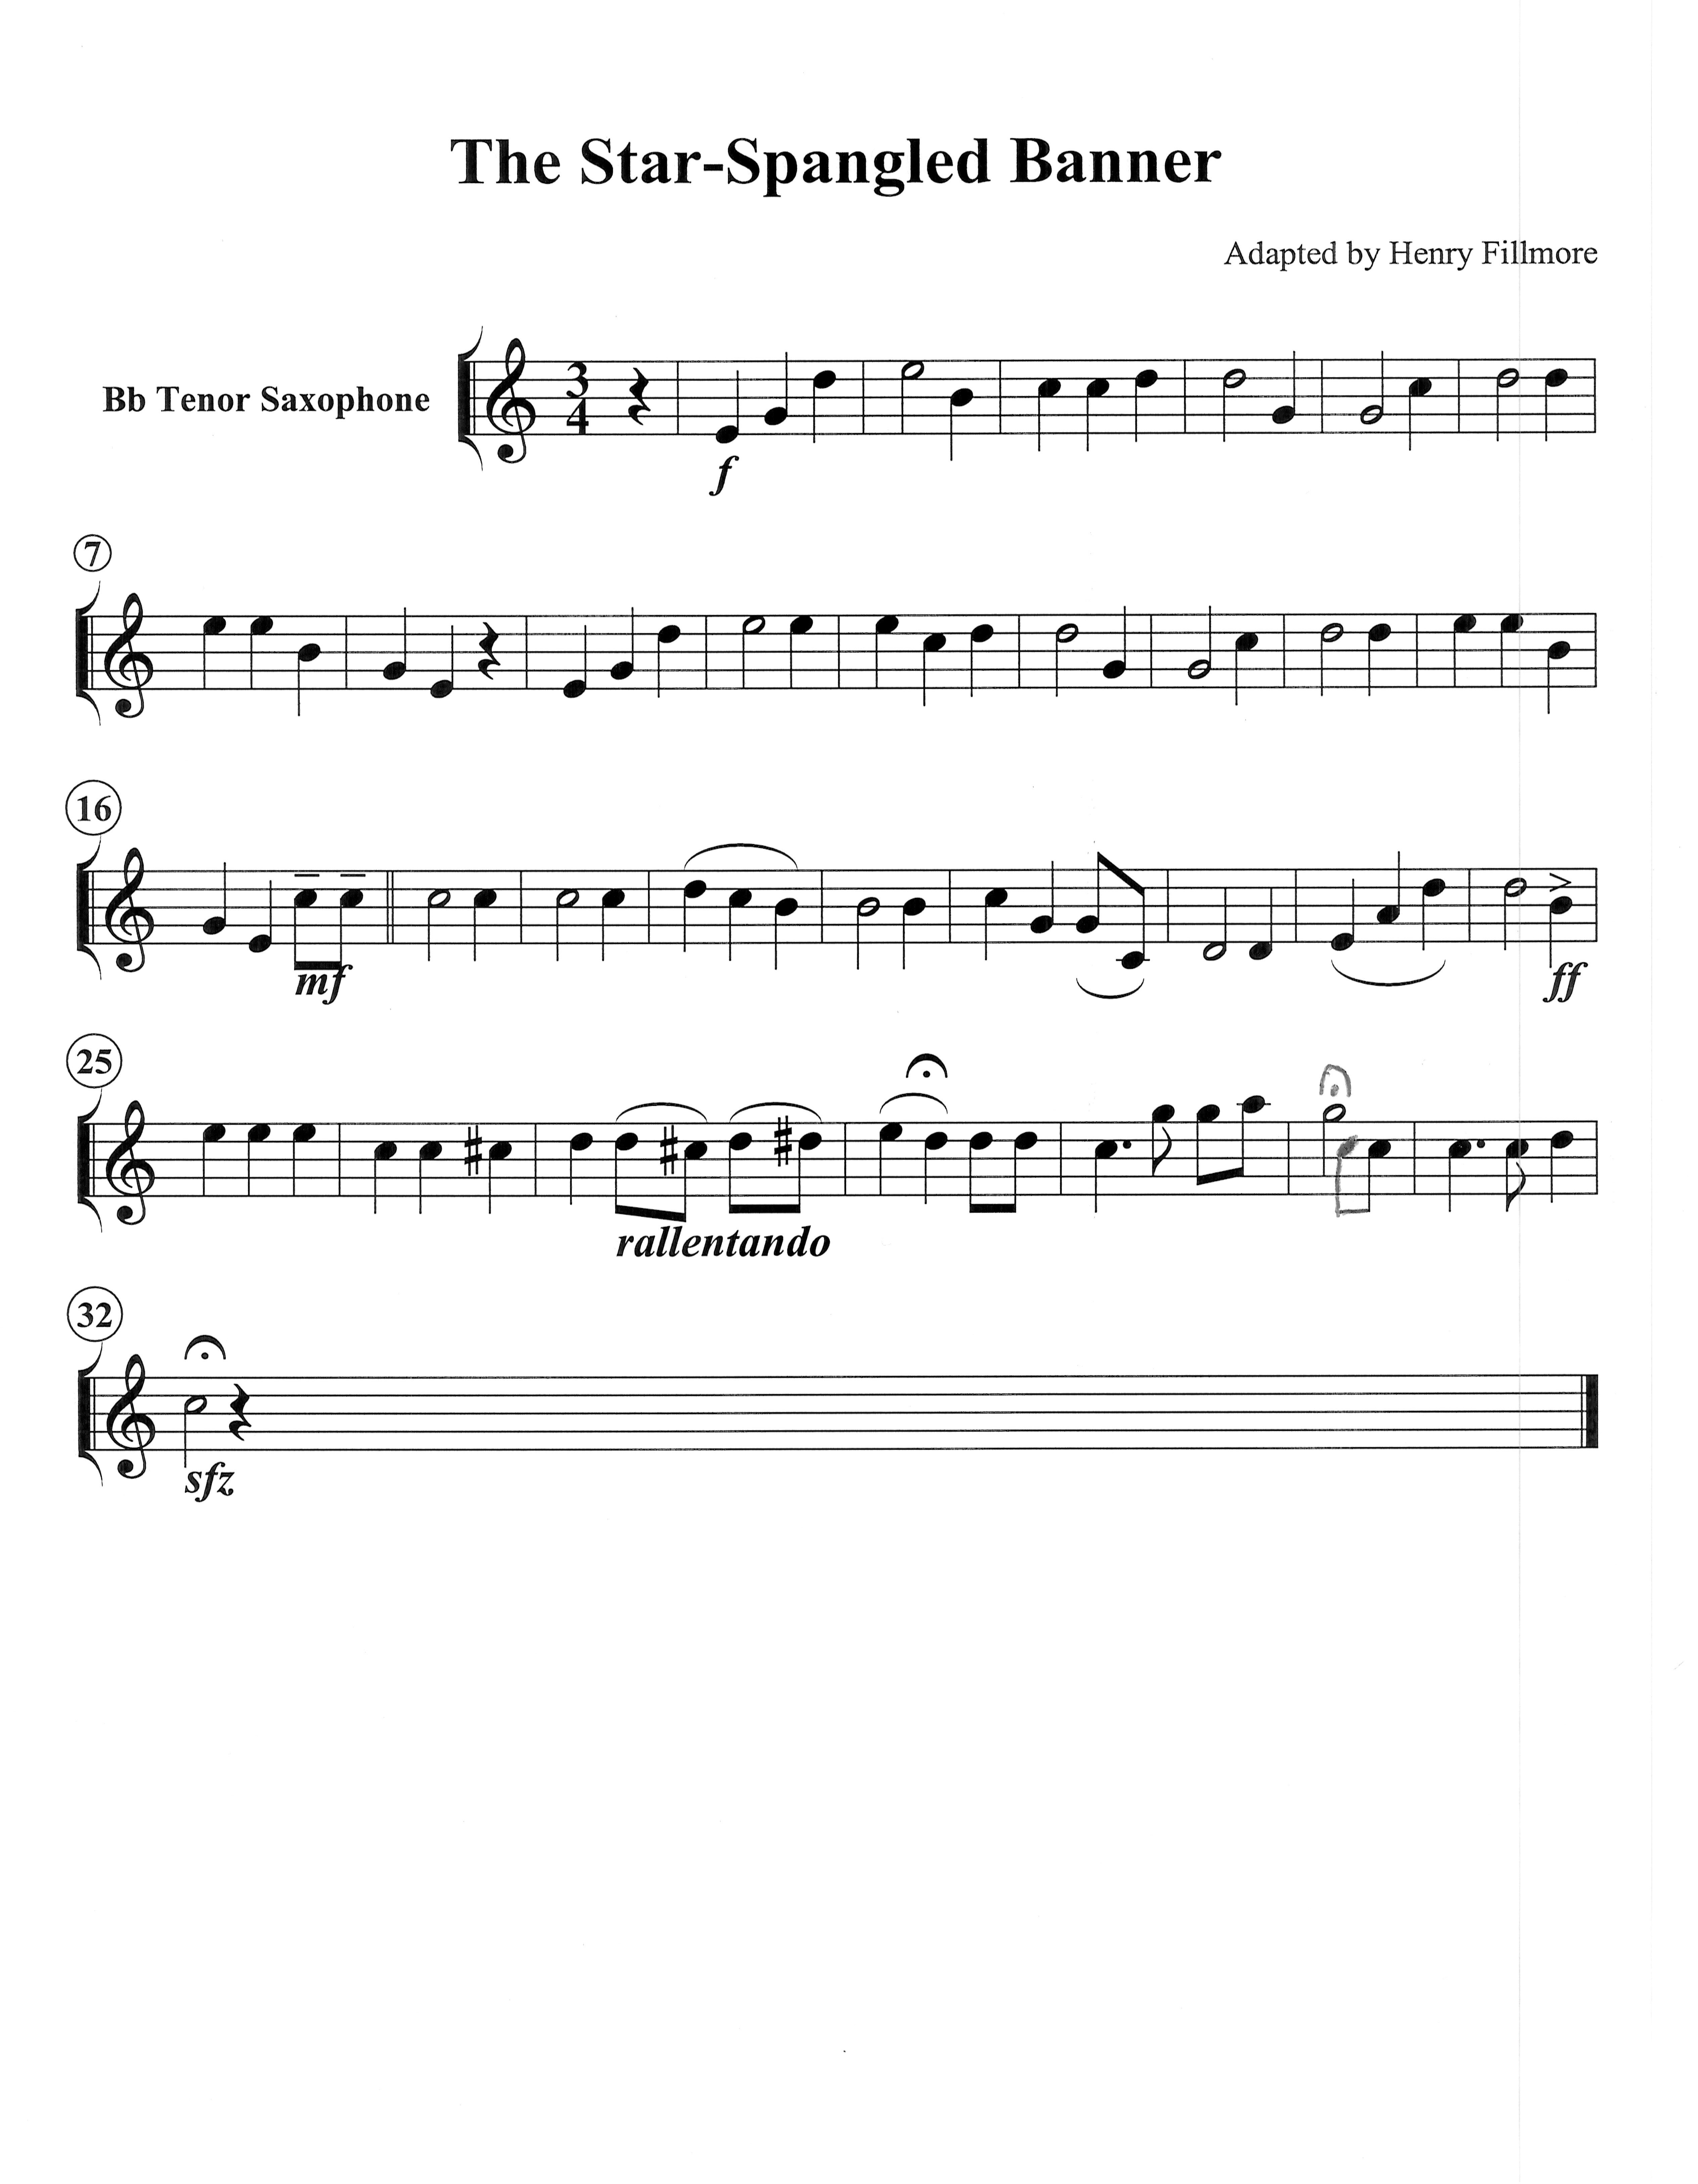 The Star-Spangled Banner
Adapted by Henry Fillmore
Bb Tenor Saxophone
3
4
f
7
16
mf
ff
25
rallentando
32
sfz